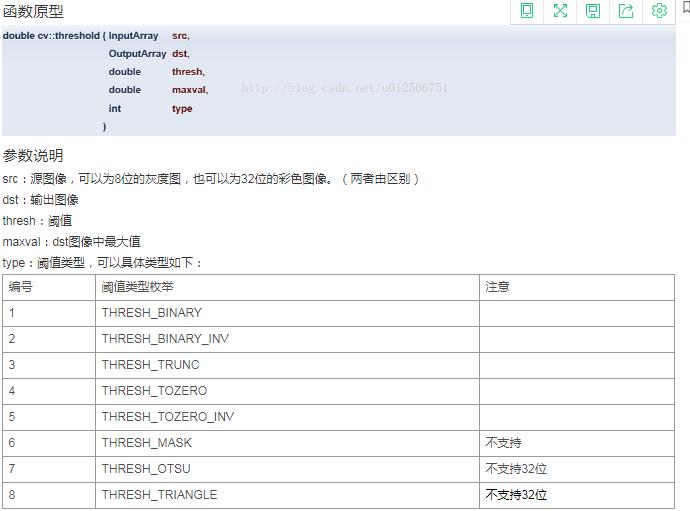 函数原型
double cv::threshold ( InputArray src,
OutputArray dst,
double thresh,
double maxval,
int type
)
http://blog.csdn.net/u012566751
参数说明
src：源图像，可以为8位的灰度图，也可以为32位的彩色图像。（两者由区别）
dst：输出图像
thresh：阈值
maxval：dst图像中最大值
type：阈值类型，可以具体类型如下：
编号 阈值类型枚举 注意
1 THRESH_BINARY
2 THRESH_BINARY_INV
3 THRESH_TRUNC
4 THRESH_TOZERO
5 THRESH_TOZERO_INV
6 THRESH_MASK 不支持
7 THRESH_OTSU 不支持32位
8 THRESH_TRIANGLE 不支持32位